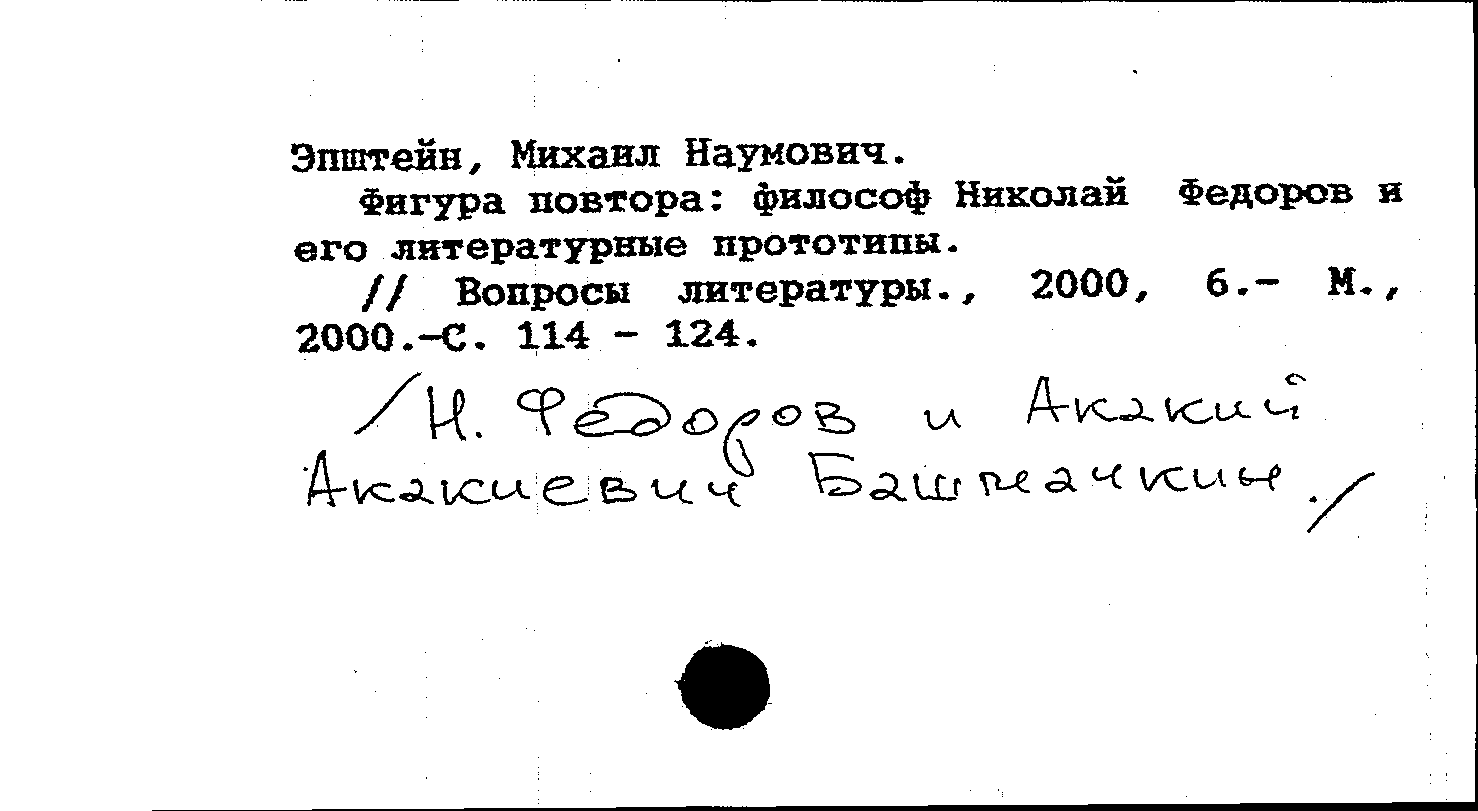 Эпштейн, Михаил Наумович.
Фигура повтора: философ Николай Федоров и
его литературные прототипы.
// Вопросы литературы., 2000, 6.- М.,
2000.-С. 114 - 124.
/Н. Федоров и Акакий
Акакиевич Башмачкин./